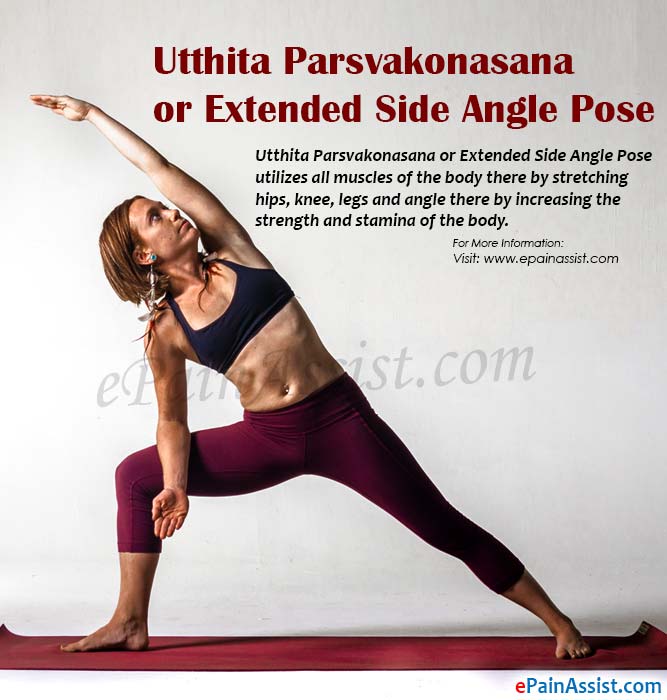 Utthita Parsvakonasana
or Extended Side Angle Pose
Utthita Parsvakonasana or Extended Side Angle Pose
utilizes all muscles of the body there by stretching
hips, knee, legs and angle there by increasing the
strength and stamina of the body.
For More Information:
Visit: www.epainassist.com
ePainAssist.com
ePainAssist.com